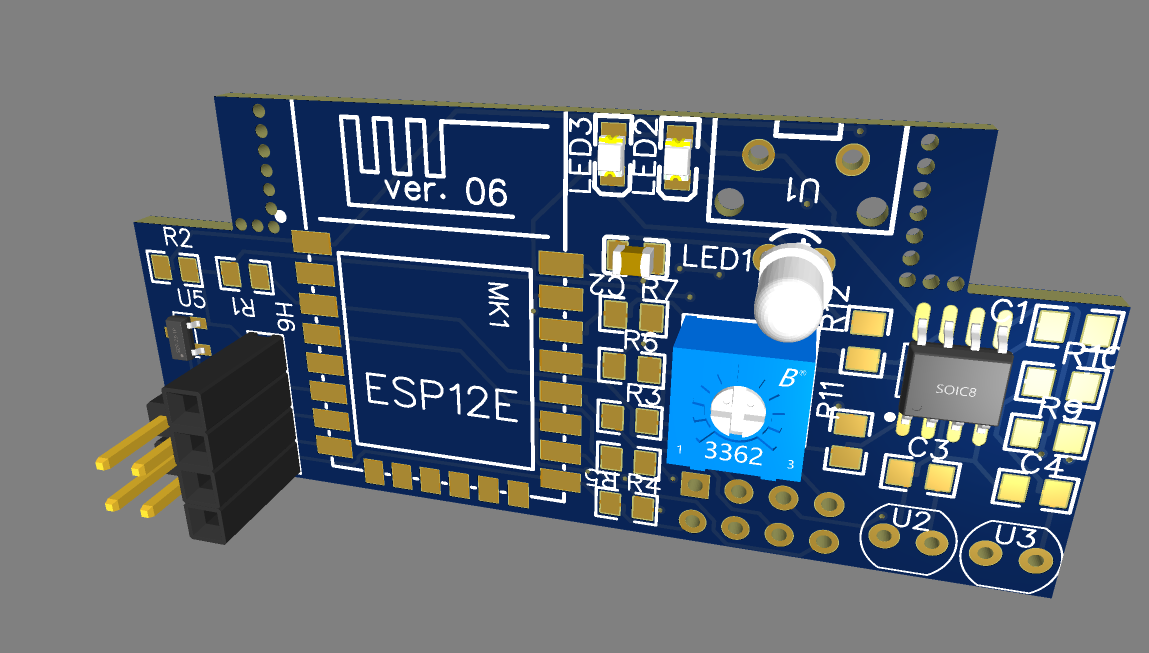 LED3
LED2
U1
ver. 06
R2
LED1
C2
R7
U5
R1
H6
MK1
R12
C1
R6
R10
B®
SOIC8
ESP12E
R3
R11
R9
1
3362
3
C3
C4
R5
R4
U2
U3